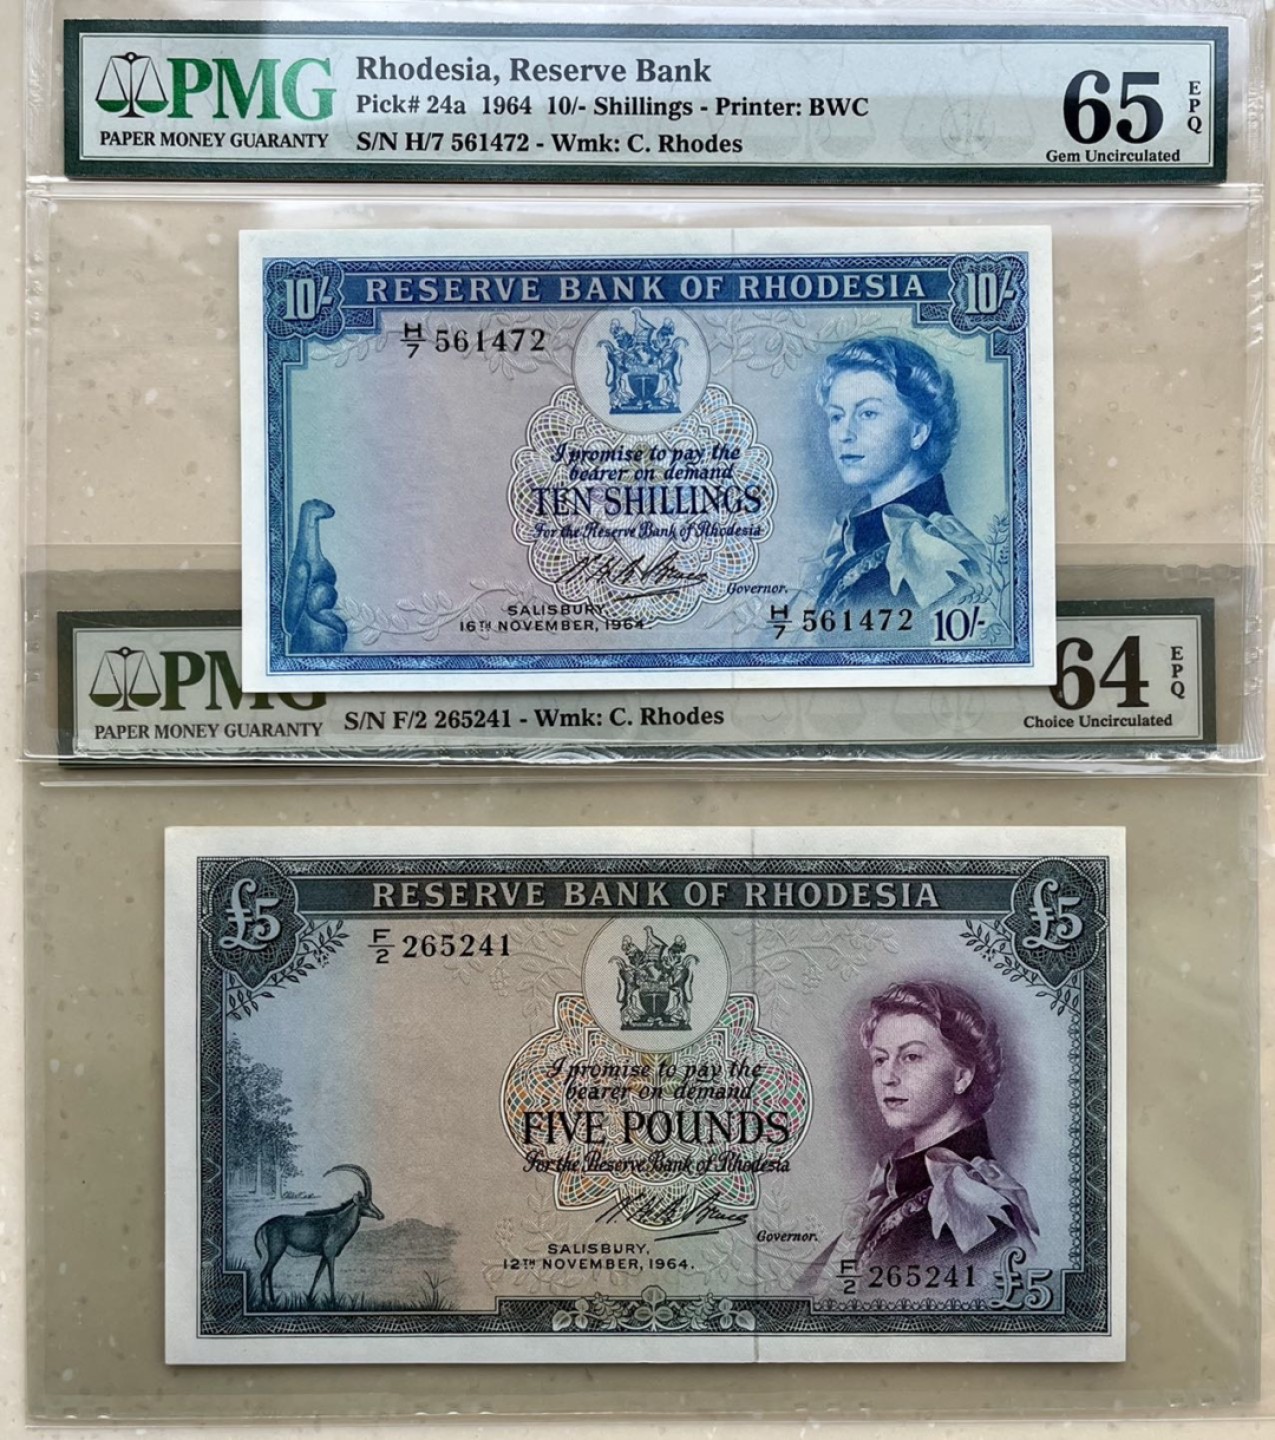 PMG
PAPER MONEY GUARANTY
Rhodesia, Reserve Bank
Pick# 24a 1964 10/- Shillings - Printer: BWC
S/N H/7 561472 - Wmk: C. Rhodes
65
EPQ
Gem Uncirculated
10/-
RESERVE BANK OF RHODESIA
10/-
H/7 561472
I promise to pay the
bearer on demand
TEN SHILLINGS
For the Reserve Bank of Rhodesia
Governor.
SALISBURY,
16TH NOVEMBER, 1964.
H/7 561472
10/-
PMG
PAPER MONEY GUARANTY
S/N F/2 265241 - Wmk: C. Rhodes
64
EPQ
Choice Uncirculated
£5
RESERVE BANK OF RHODESIA
£5
F/2 265241
I promise to pay the
bearer on demand
FIVE POUNDS
For the Reserve Bank of Rhodesia
Governor.
SALISBURY,
12TH NOVEMBER, 1964.
F/2 265241
£5